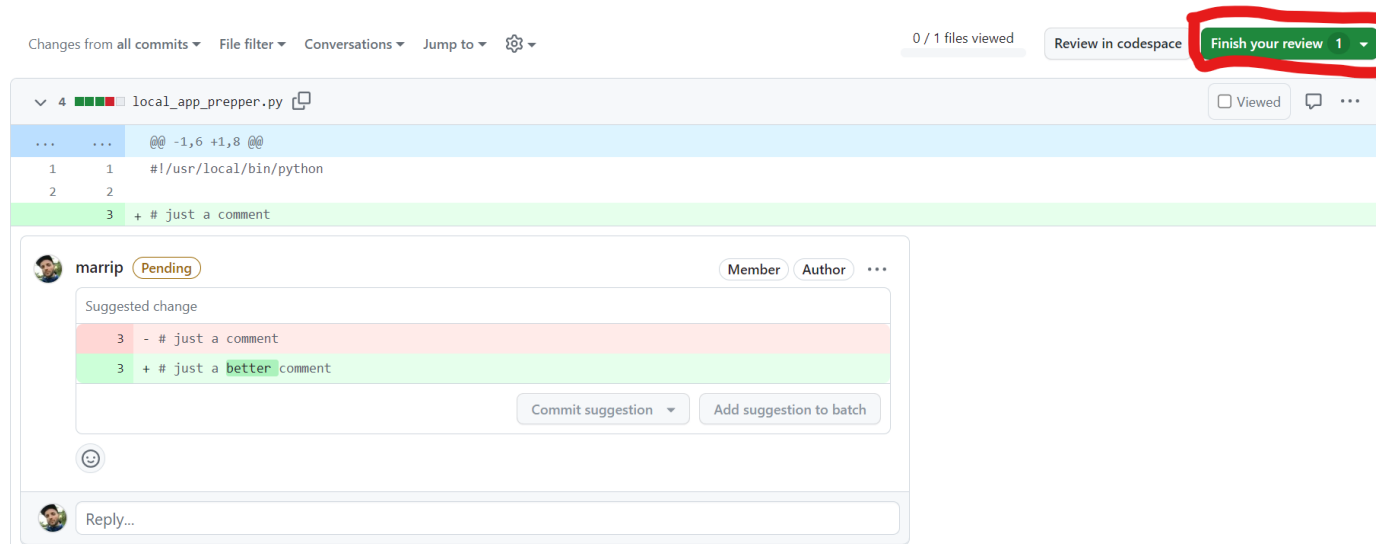 Changes from all commits File filter Conversations Jump to 0 / 1 files viewed Review in codespace Finish your review 1
4 local_app_prepper.py Viewed ...
... ... @@ -1,6 +1,8 @@
1 1 #!/usr/local/bin/python
2 2
3 + # just a comment
marrip Pending Member Author ...
Suggested change
3 - # just a comment
3 + # just a better comment
Commit suggestion Add suggestion to batch
Reply...